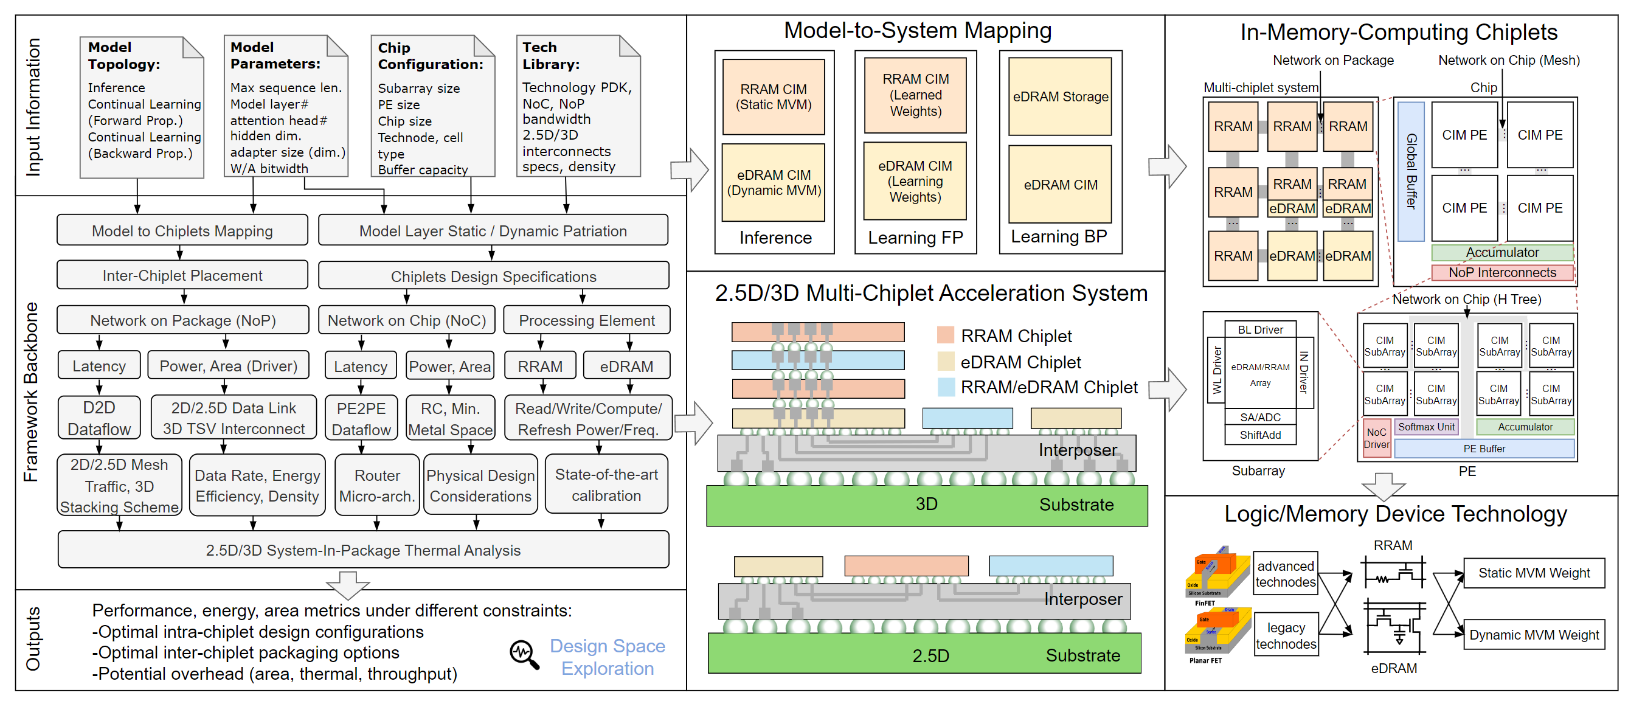 Input Information
Model
Topology:
Inference
Continual Learning
(Forward Prop.)
Continual Learning
(Backward Prop.)
Model
Parameters:
Max sequence len.
Model layer#
attention head#
hidden dim.
adapter size (dim.)
W/A bitwidth
Chip
Configuration:
Subarray size
PE size
Chip size
Technode, cell
type
Buffer capacity
Tech
Library:
Technology PDK,
NoC, NoP
bandwidth
2.5D/3D
interconnects
specs, density
Framework Backbone
Model to Chiplets Mapping
Model Layer Static / Dynamic Patriation
Inter-Chiplet Placement
Chiplets Design Specifications
Network on Package (NoP)
Network on Chip (NoC)
Processing Element
Latency
Power, Area (Driver)
Latency
Power, Area
RRAM
eDRAM
D2D
Dataflow
2D/2.5D Data Link
3D TSV Interconnect
PE2PE
Dataflow
RC, Min.
Metal Space
Read/Write/Compute/
Refresh Power/Freq.
2D/2.5D Mesh
Traffic, 3D
Stacking Scheme
Data Rate, Energy
Efficiency, Density
Router
Micro-arch.
Physical Design
Considerations
State-of-the-art
calibration
2.5D/3D System-In-Package Thermal Analysis
Outputs
Performance, energy, area metrics under different constraints:
-Optimal intra-chiplet design configurations
-Optimal inter-chiplet packaging options
-Potential overhead (area, thermal, throughput)
Design Space
Exploration
Model-to-System Mapping
RRAM CIM
(Static MVM)
eDRAM CIM
(Dynamic MVM)
Inference
RRAM CIM
(Learned
Weights)
eDRAM CIM
(Learning
Weights)
Learning FP
eDRAM Storage
eDRAM CIM
Learning BP
2.5D/3D Multi-Chiplet Acceleration System
RRAM Chiplet
eDRAM Chiplet
RRAM/eDRAM Chiplet
Interposer
3D
Substrate
Interposer
2.5D
Substrate
In-Memory-Computing Chiplets
Network on Package
Network on Chip (Mesh)
Multi-chiplet system
Chip
RRAM
RRAM
RRAM
RRAM
RRAM
eDRAM
RRAM
eDRAM
RRAM
eDRAM
eDRAM
Global Buffer
CIM PE
CIM PE
CIM PE
CIM PE
Accumulator
NoP Interconnects
Network on Chip (H Tree)
BL Driver
WL Driver
eDRAM/RRAM
Array
IN Driver
SA/ADC
ShiftAdd
Subarray
CIM
SubArray
CIM
SubArray
CIM
SubArray
CIM
SubArray
CIM
SubArray
CIM
SubArray
CIM
SubArray
CIM
SubArray
NoC
Driver
Softmax Unit
Accumulator
PE Buffer
PE
Logic/Memory Device Technology
Gate
Oxide
Silicon Substrate
FinFET
advanced
technodes
Gate
Oxide
Silicon Substrate
Planar FET
legacy
technodes
RRAM
eDRAM
Static MVM Weight
Dynamic MVM Weight